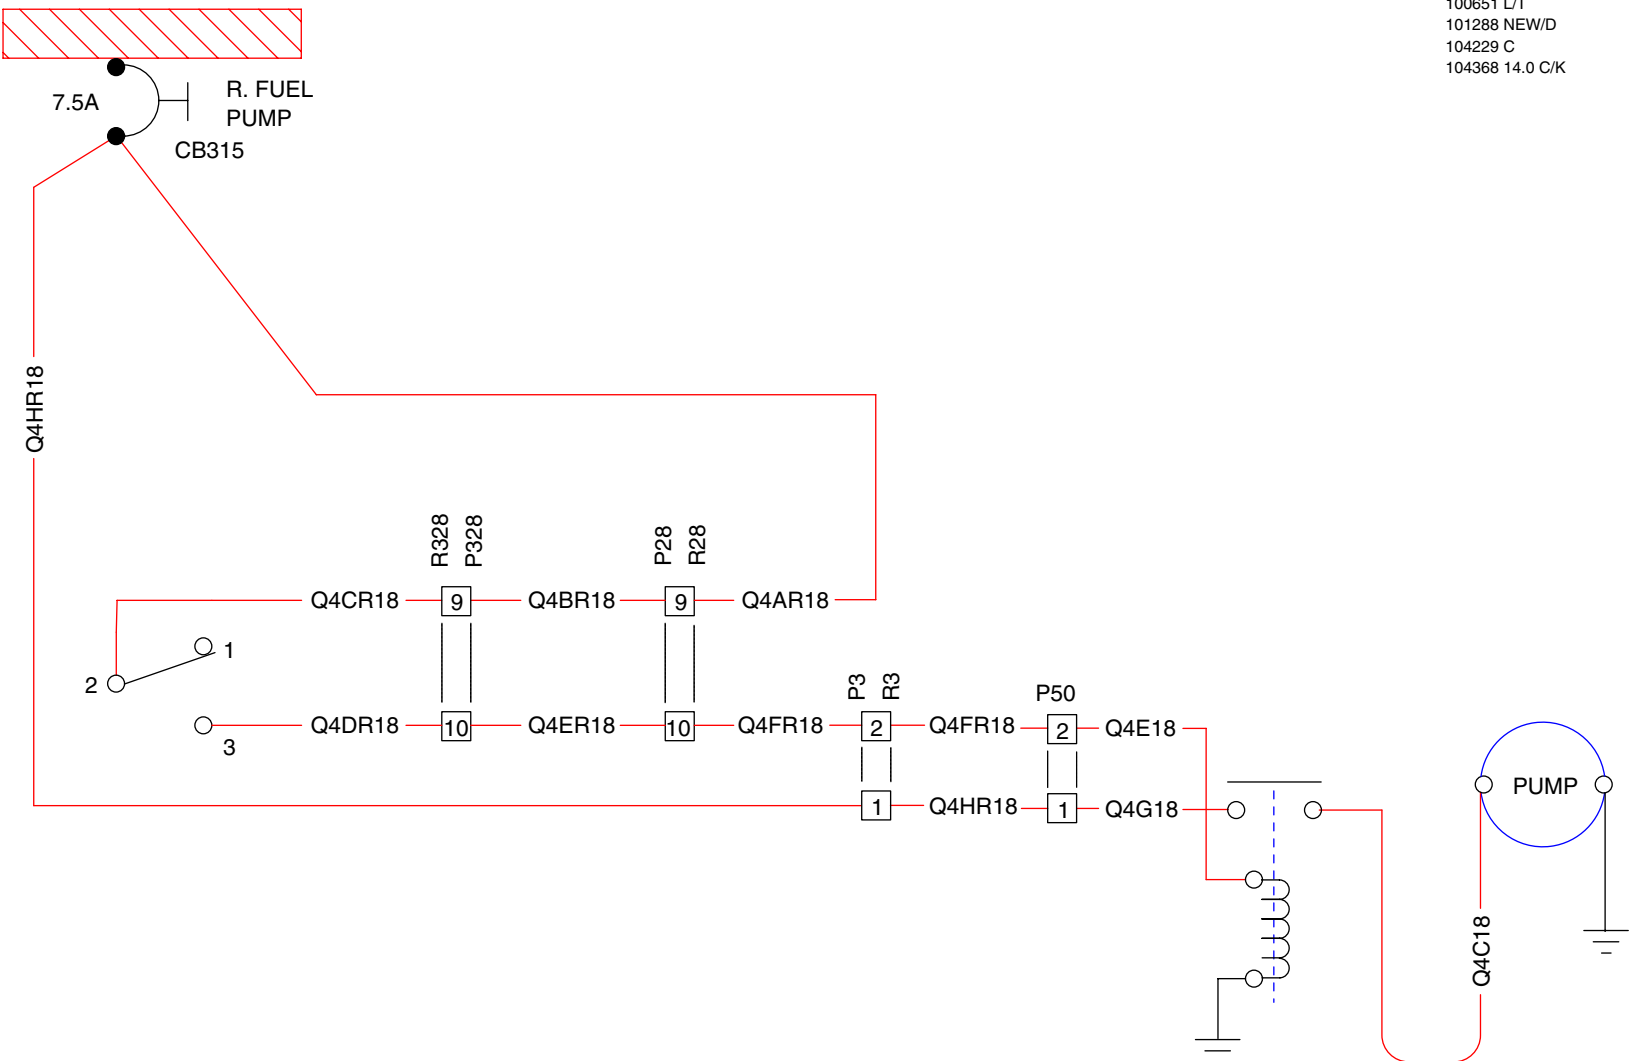 100651 L/T
101288 NEW/D
104229 C
104368 14.0 C/K
7.5A
R. FUEL
PUMP
CB315
Q4HR18
R328
P328
P28
R28
Q4CR18
9
Q4BR18
9
Q4AR18
1
2
P3
R3
P50
3
Q4DR18
10
Q4ER18
10
Q4FR18
2
Q4FR18
2
Q4E18
1
Q4HR18
1
Q4G18
PUMP
Q4C18